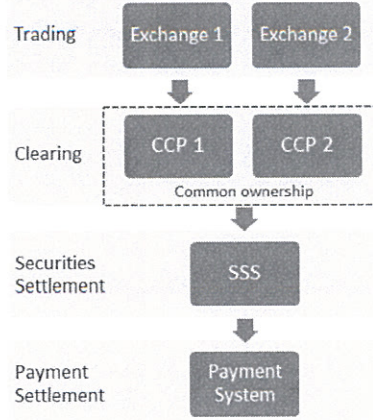 Trading
Exchange 1
Exchange 2
Clearing
CCP 1
CCP 2
Common ownership
Securities
Settlement
SSS
Payment
Settlement
Payment
System